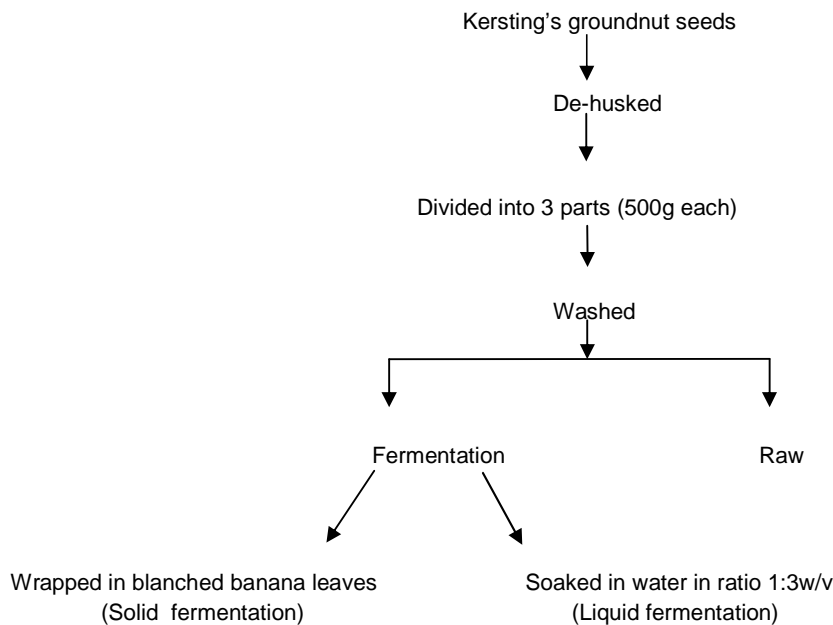 Kersting’s groundnut seeds
De-husked
Divided into 3 parts (500g each)
Washed
Fermentation
Raw
Wrapped in blanched banana leaves
(Solid fermentation)
Soaked in water in ratio 1:3w/v
(Liquid fermentation)